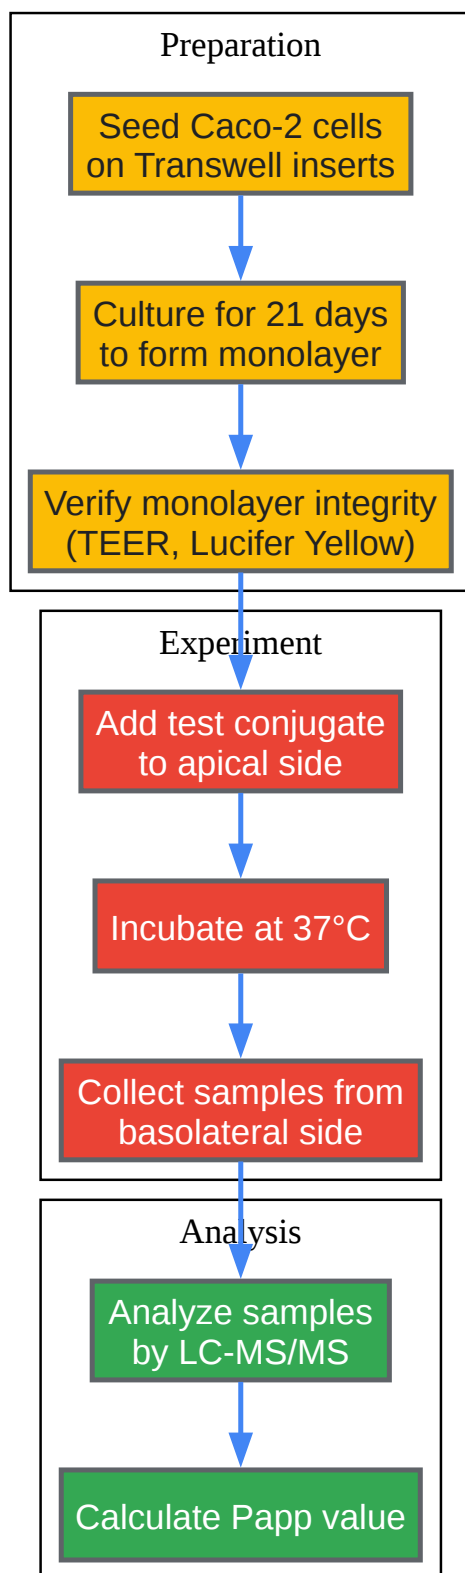 Preparation
Seed Caco-2 cells
on Transwell inserts
Culture for 21 days
to form monolayer
Verify monolayer integrity
(TEER, Lucifer Yellow)
Experiment
Add test conjugate
to apical side
Incubate at 37°C
Collect samples from
basolateral side
Analysis
Analyze samples
by LC-MS/MS
Calculate Papp value